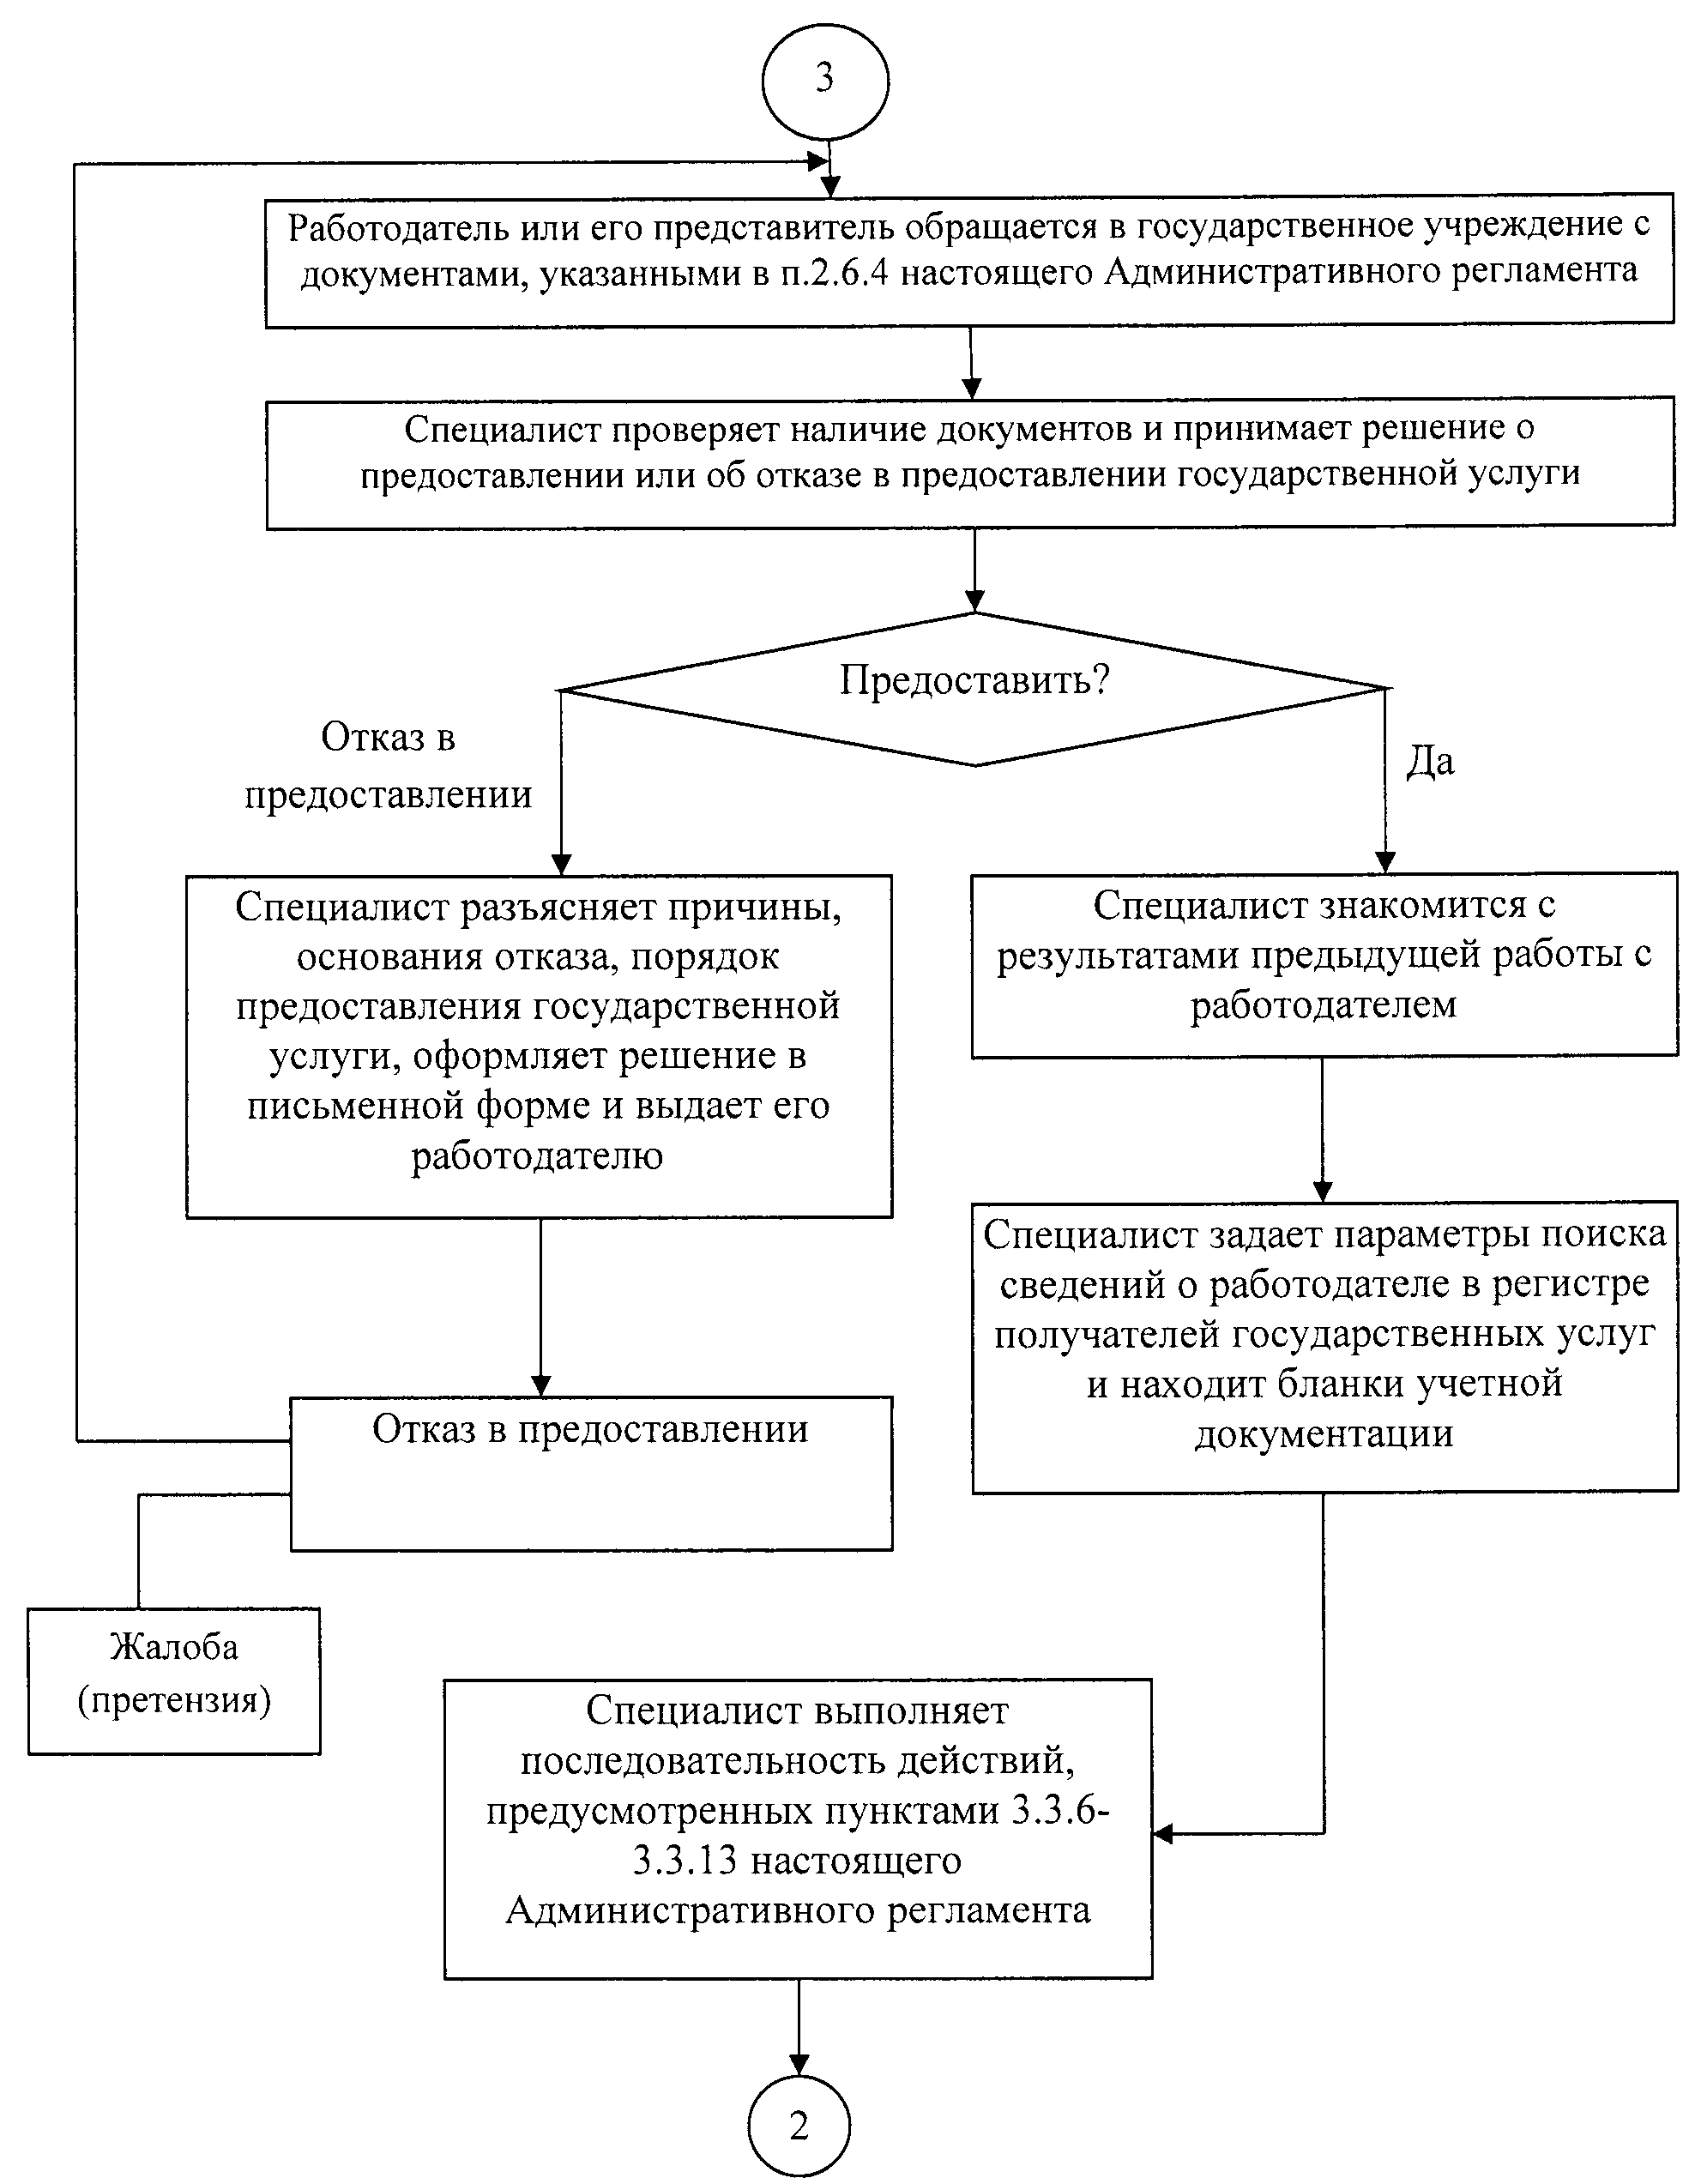 3
Работодатель или его представитель обращается в государственное учреждение с
документами, указанными в п.2.6.4 настоящего Административного регламента
Специалист проверяет наличие документов и принимает решение о
предоставлении или об отказе в предоставлении государственной услуги
Предоставить?
Отказ в
предоставлении
Да
Специалист разъясняет причины,
основания отказа, порядок
предоставления государственной
услуги, оформляет решение в
письменной форме и выдает его
работодателю
Специалист знакомится с
результатами предыдущей работы с
работодателем
Специалист задает параметры поиска
сведений о работодателе в регистре
получателей государственных услуг
и находит бланки учетной
документации
Отказ в предоставлении
Жалоба
(претензия)
Специалист выполняет
последовательность действий,
предусмотренных пунктами 3.3.6-
3.3.13 настоящего
Административного регламента
2